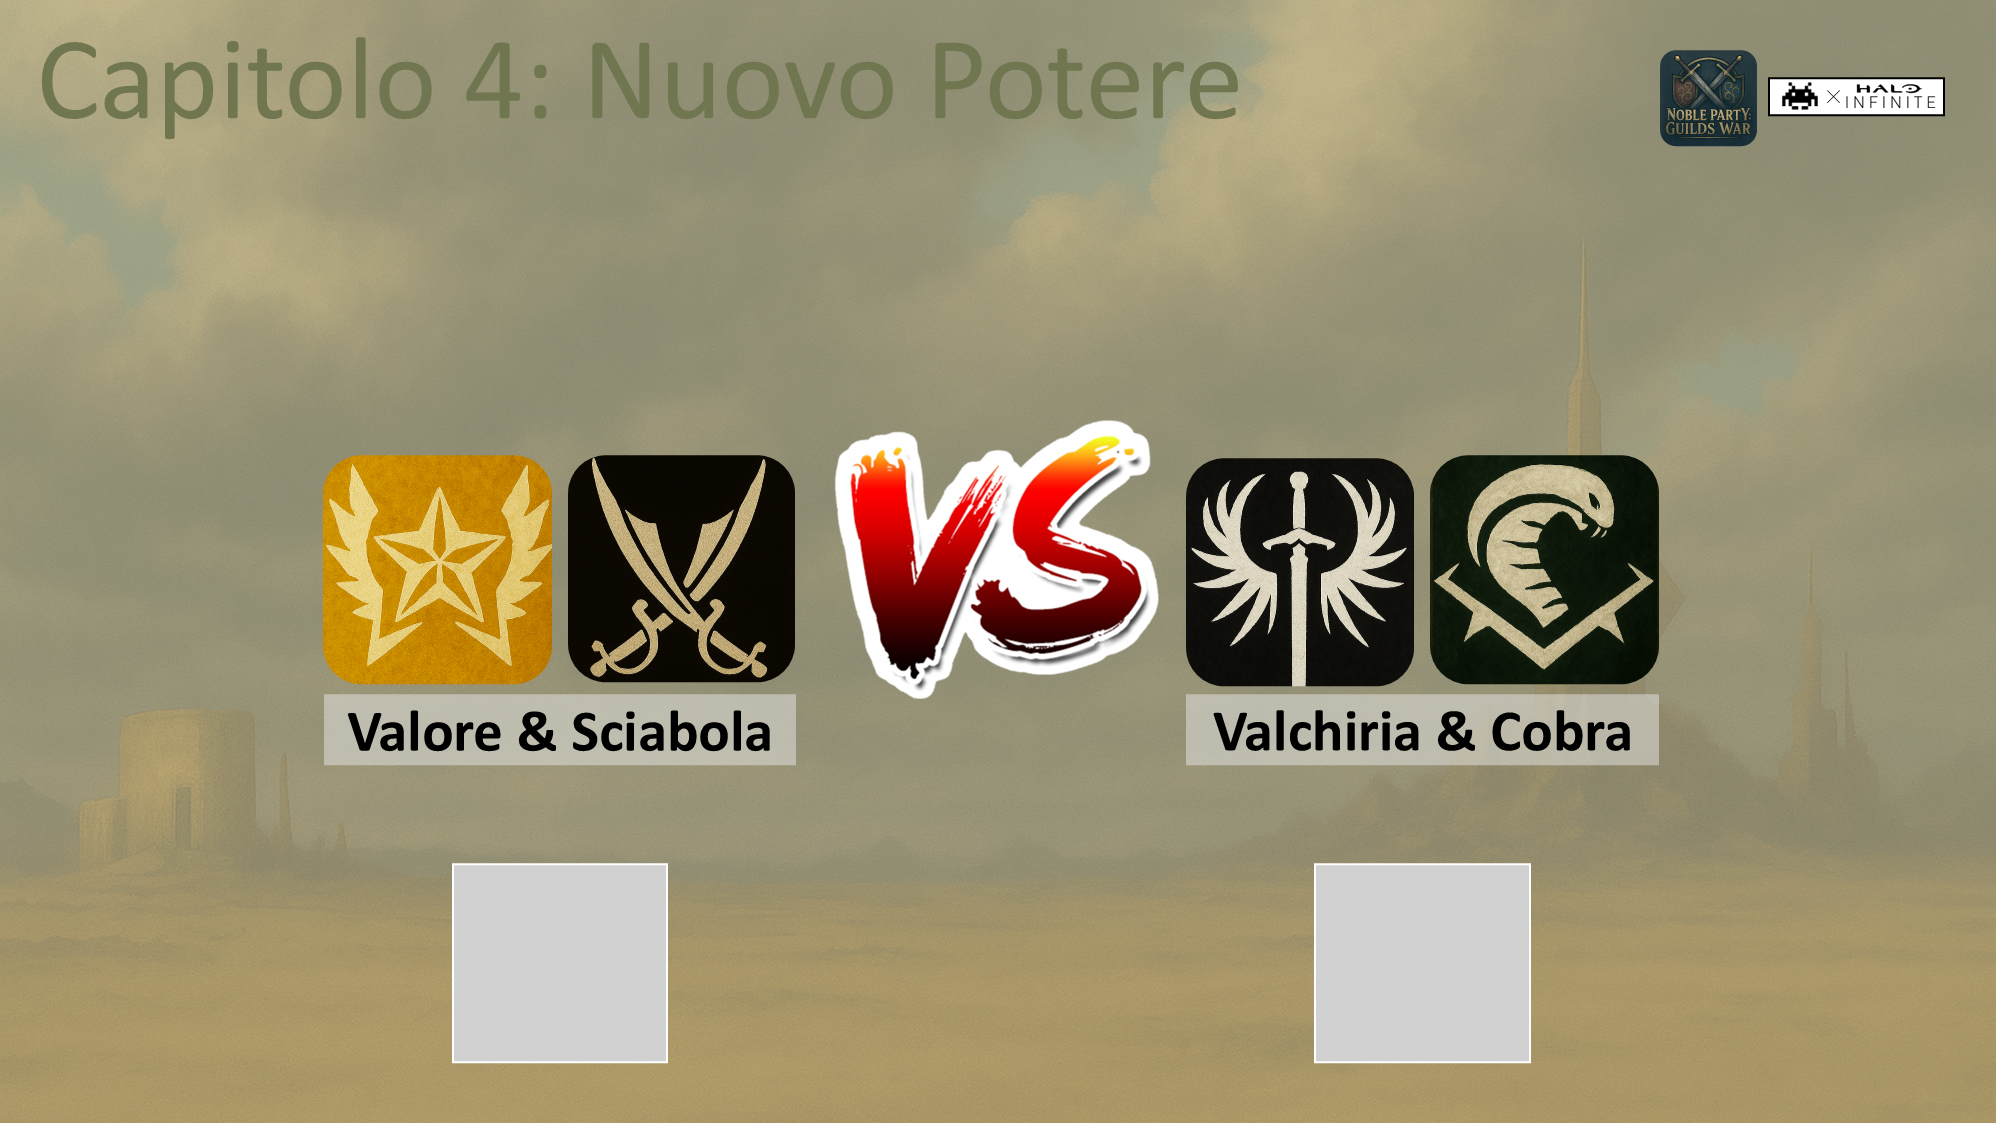 Capitolo 4: Nuovo Potere
NOBLE PARTY:
GUILDS WAR
× HALO
INFINITE
VS
Valore & Sciabola
Valchiria & Cobra